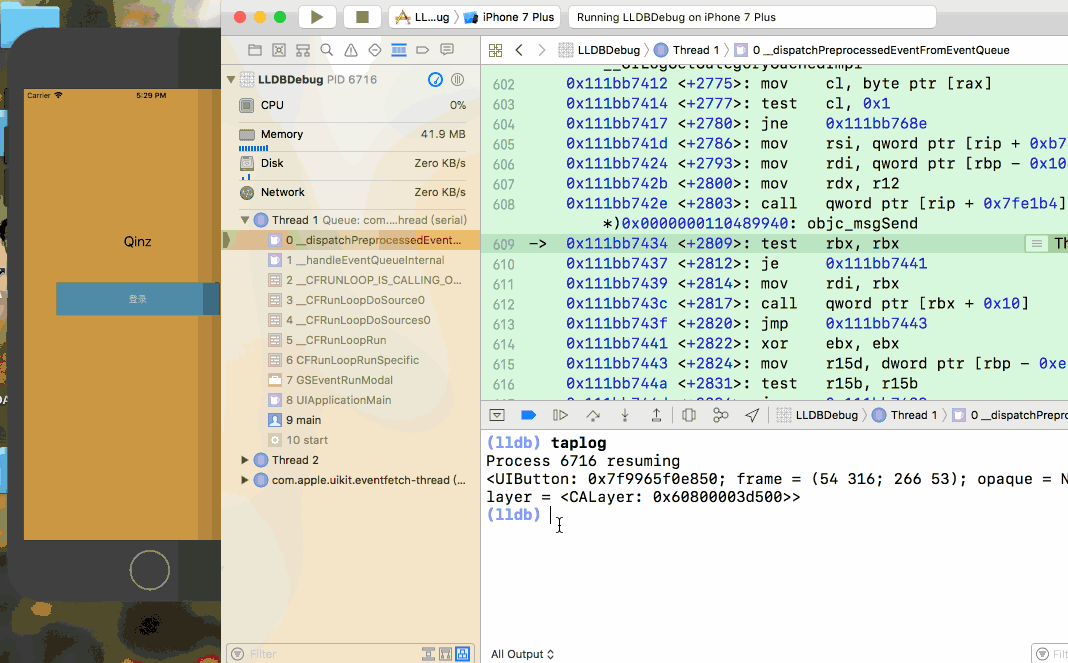 LL...ug
iPhone 7 Plus
Running LLDBDebug on iPhone 7 Plus
LLDBDebug
Thread 1
0 __dispatchPreprocessedEventFromEventQueue
Carrier
5:29 PM
Qinz
登录
LLDBDebug PID 6716
CPU 0%
Memory 41.9 MB
Disk Zero KB/s
Network Zero KB/s
Thread 1 Queue: com....hread (serial)
0 __dispatchPreprocessedEvent...
1 __handleEventQueueInternal
2 __CFRUNLOOP_IS_CALLING_O...
3 __CFRunLoopDoSource0
4 __CFRunLoopDoSources0
5 __CFRunLoopRun
6 CFRunLoopRunSpecific
7 GSEventRunModal
8 UIApplicationMain
9 main
10 start
Thread 2
com.apple.uikit.eventfetch-thread (...
Filter
602 0x111bb7412 <+2775>: mov cl, byte ptr [rax]
603 0x111bb7414 <+2777>: test cl, 0x1
604 0x111bb7417 <+2780>: jne 0x111bb768e
605 0x111bb741d <+2786>: mov rsi, qword ptr [rip + 0xb7
606 0x111bb7424 <+2793>: mov rdi, qword ptr [rbp - 0x10
607 0x111bb742b <+2800>: mov rdx, r12
608 0x111bb742e <+2803>: call qword ptr [rip + 0x7fe1b4]
*)0x0000000110489940: objc_msgSend
609 -> 0x111bb7434 <+2809>: test rbx, rbx
Th
610 0x111bb7437 <+2812>: je 0x111bb7441
611 0x111bb7439 <+2814>: mov rdi, rbx
612 0x111bb743c <+2817>: call qword ptr [rbx + 0x10]
613 0x111bb743f <+2820>: jmp 0x111bb7443
614 0x111bb7441 <+2822>: xor ebx, ebx
615 0x111bb7443 <+2824>: mov r15d, dword ptr [rbp - 0xe
616 0x111bb744a <+2831>: test r15b, r15b
LLDBDebug
Thread 1
0 __dispatchPrepro
(lldb) taplog
Process 6716 resuming
<UIButton: 0x7f9965f0e850; frame = (54 316; 266 53); opaque = N
layer = <CALayer: 0x60800003d500>>
(lldb)
All Output
Filt